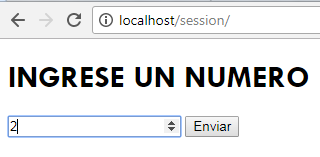 localhost/session/
INGRESE UN NUMERO
2 Enviar